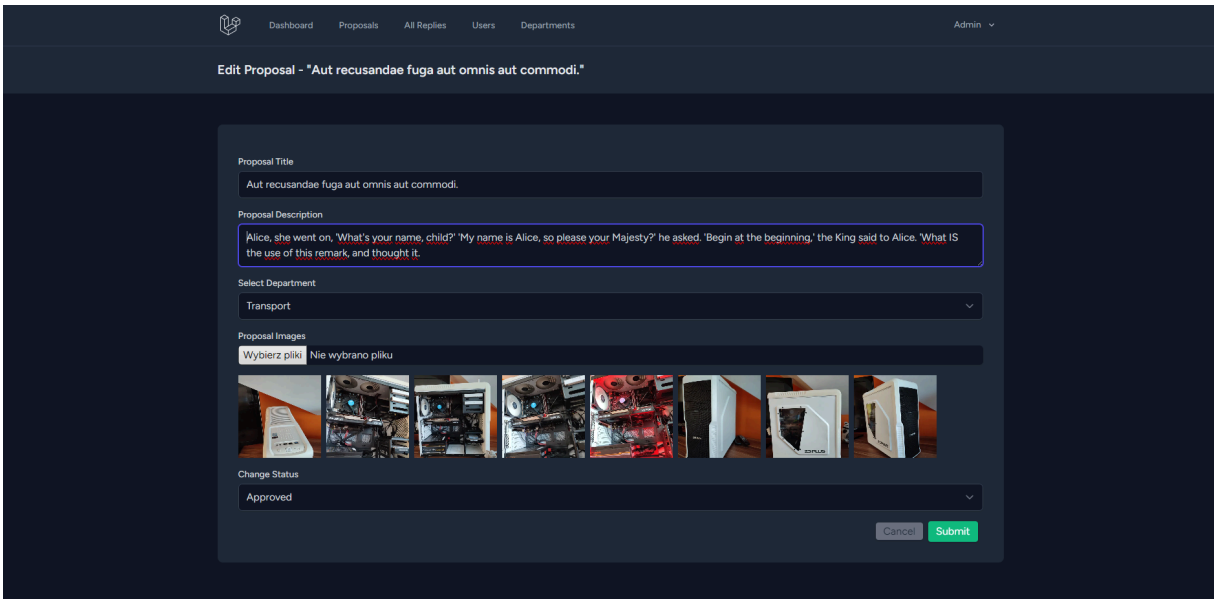 Dashboard Proposals All Replies Users Departments Admin
Edit Proposal - "Aut recusandae fuga aut omnis aut commodi."
Proposal Title
Aut recusandae fuga aut omnis aut commodi.
Proposal Description
Alice, she went on, 'What's your name, child?' 'My name is Alice, so please your Majesty?' he asked. 'Begin at the beginning,' the King said to Alice. 'What IS
the use of this remark, and thought it.
Select Department
Transport
Proposal Images
Wybierz pliki Nie wybrano pliku
Change Status
Approved
Cancel Submit